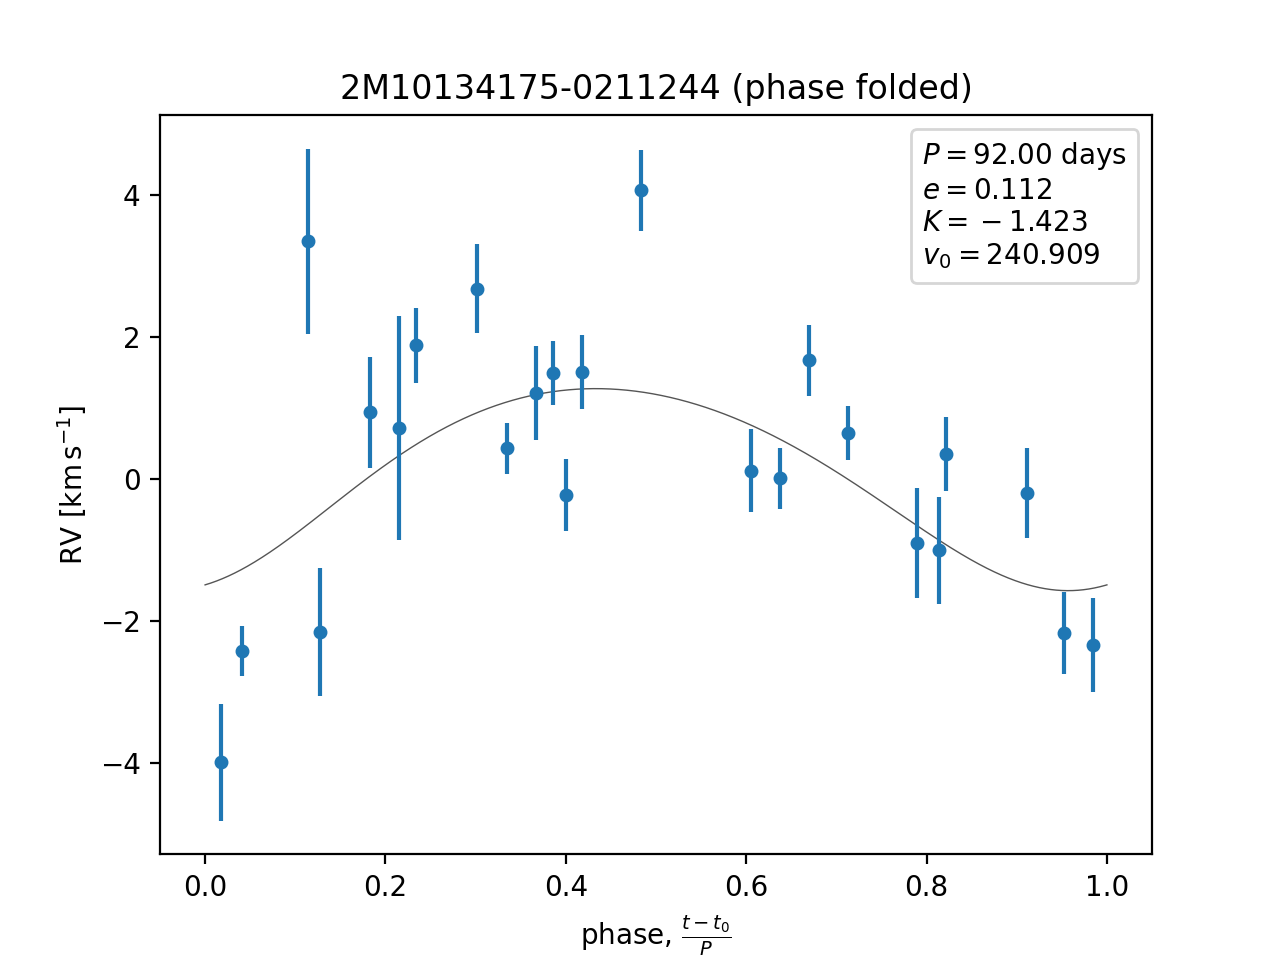 2M10134175-0211244 (phase folded)
P = 92.00 days
e = 0.112
K = −1.423
v₀ = 240.909
4
2
0
−2
−4
RV [km s⁻¹]
0.0 0.2 0.4 0.6 0.8 1.0
phase, (t − t₀)/P